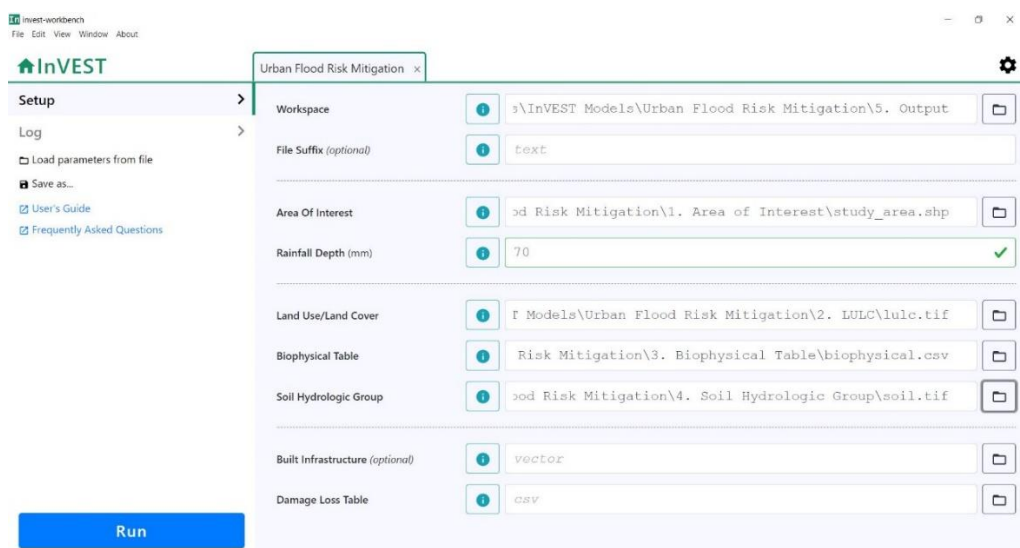 In invest-workbench
File Edit View Window About
InVEST
Urban Flood Risk Mitigation ×
Setup
Log
Load parameters from file
Save as...
User's Guide
Frequently Asked Questions
Run
Workspace s\InVEST Models\Urban Flood Risk Mitigation\5. Output
File Suffix (optional) text
Area Of Interest od Risk Mitigation\1. Area of Interest\study_area.shp
Rainfall Depth (mm) 70
Land Use/Land Cover T Models\Urban Flood Risk Mitigation\2. LULC\lulc.tif
Biophysical Table Risk Mitigation\3. Biophysical Table\biophysical.csv
Soil Hydrologic Group ood Risk Mitigation\4. Soil Hydrologic Group\soil.tif
Built Infrastructure (optional) vector
Damage Loss Table csv